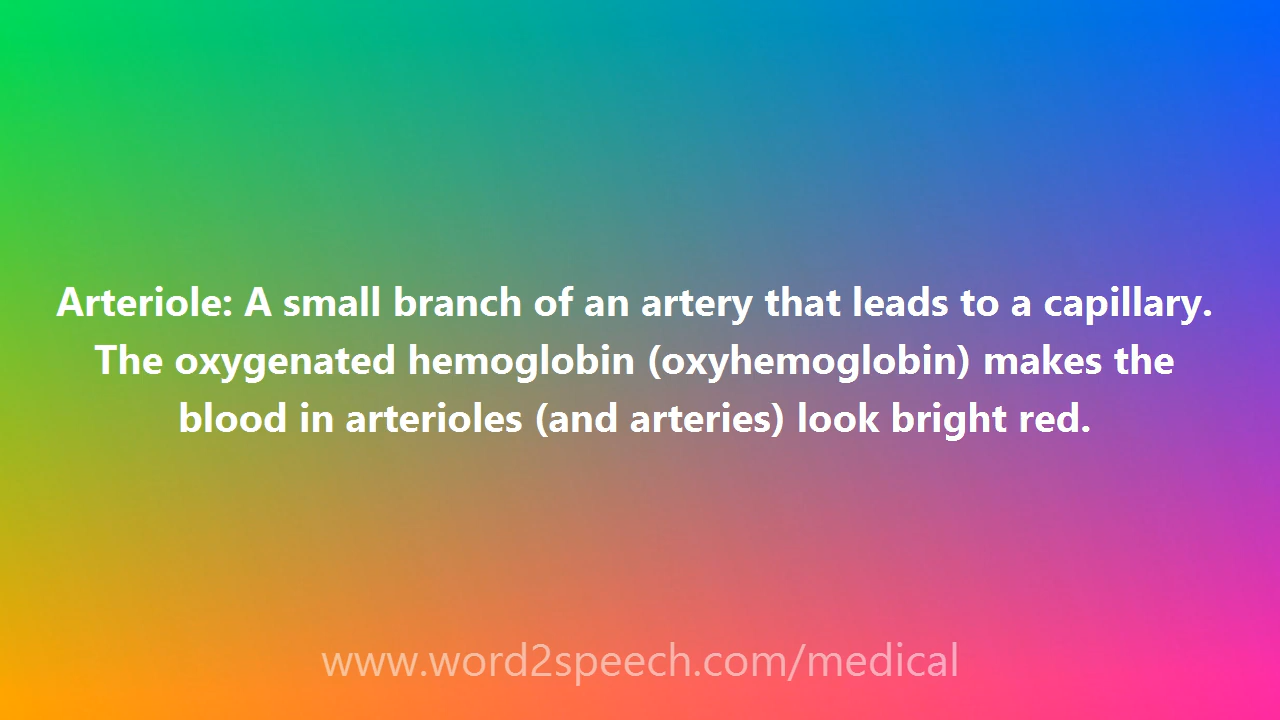 Arteriole: A small branch of an artery that leads to a capillary.
The oxygenated hemoglobin (oxyhemoglobin) makes the
blood in arterioles (and arteries) look bright red.
www.word2speech.com/medical